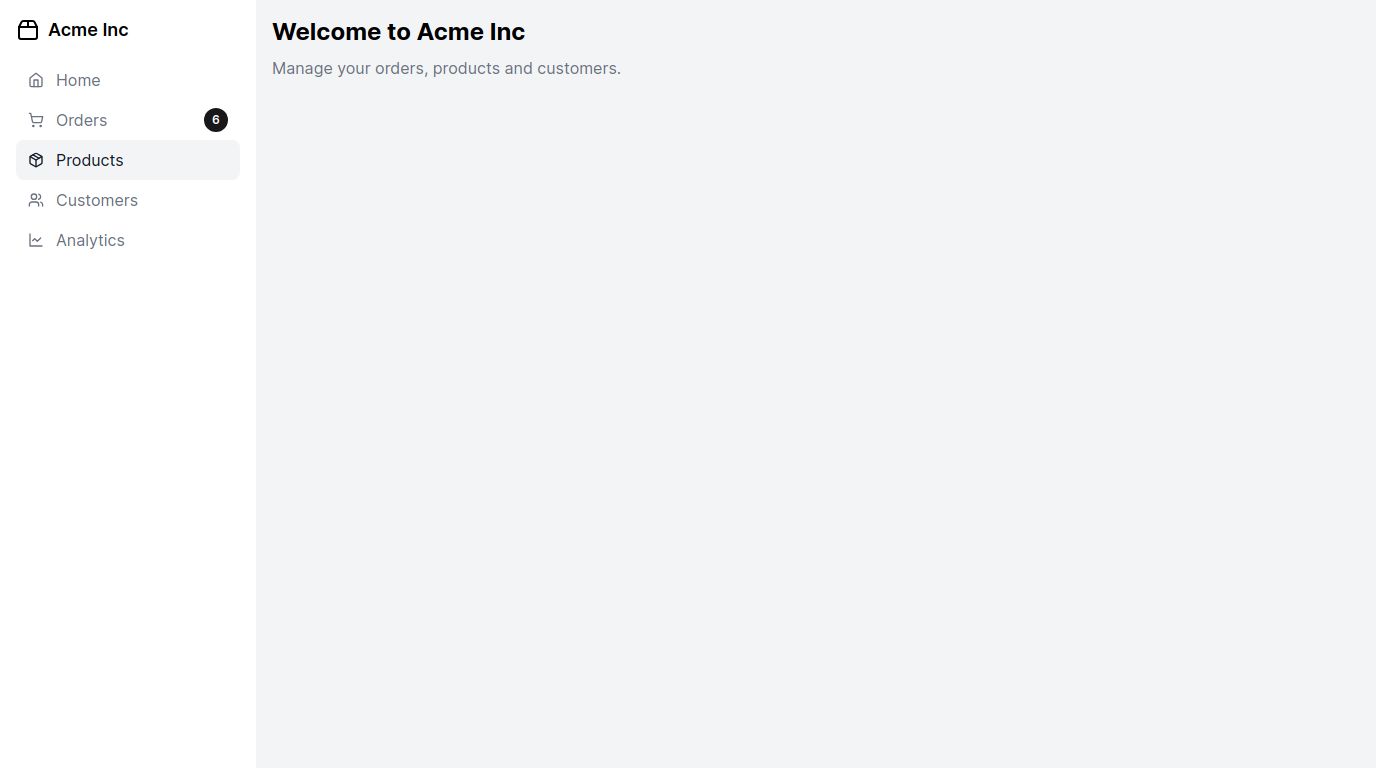 Acme Inc
Home
Orders 6
Products
Customers
Analytics
Welcome to Acme Inc
Manage your orders, products and customers.